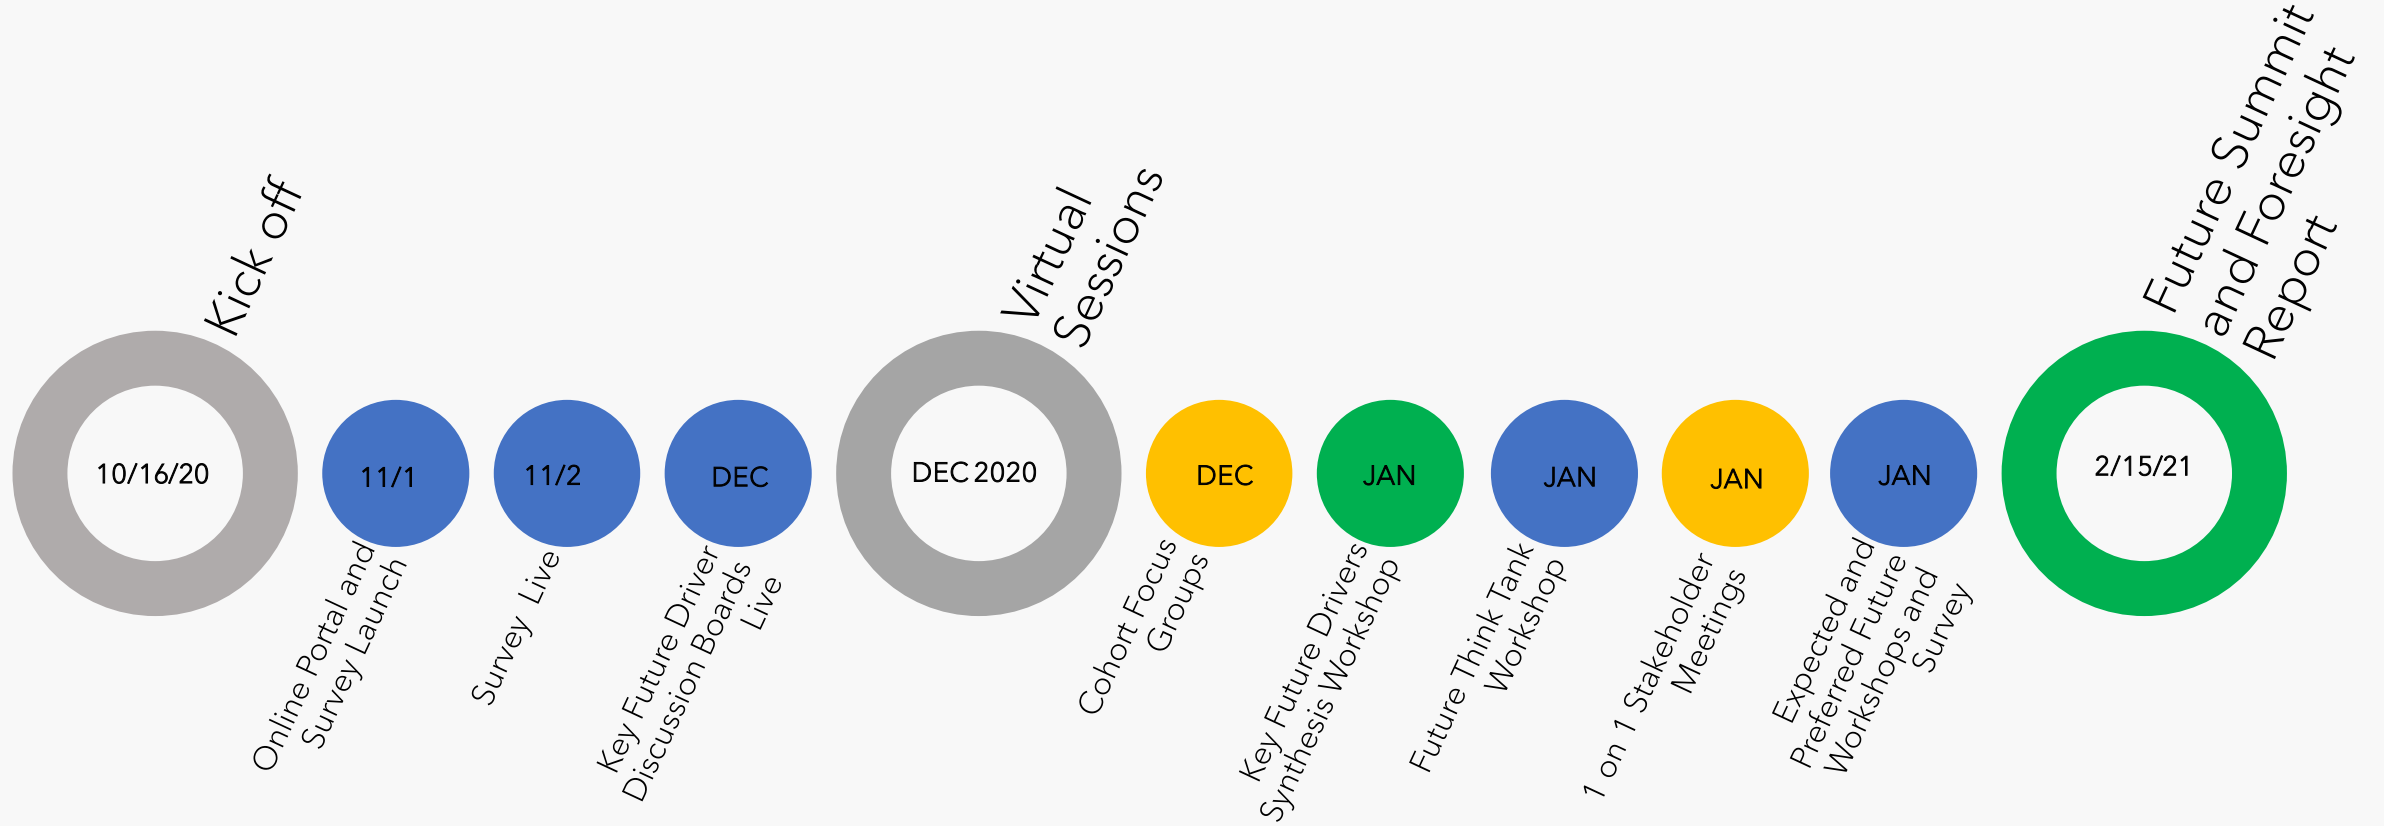 Kick off
10/16/20
11/1
Online Portal and
Survey Launch
11/2
Survey Live
DEC
Key Future Driver
Discussion Boards
Live
Virtual
Sessions
DEC 2020
DEC
Cohort Focus
Groups
JAN
Key Future Drivers
Synthesis Workshop
JAN
Future Think Tank
Workshop
JAN
1 on 1 Stakeholder
Meetings
JAN
Expected and
Preferred Future
Workshops and
Survey
Future Summit
and Foresight
Report
2/15/21